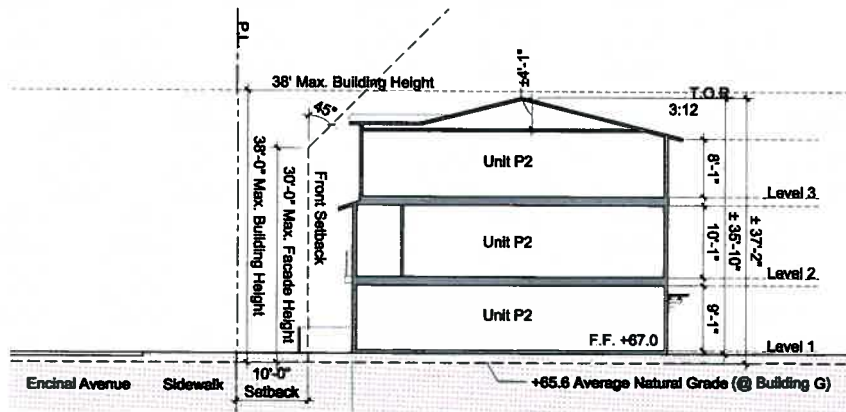 P.L.
38' Max. Building Height
±4'-1"
T.O.R.
3:12
45°
38'-0" Max. Building Height
30'-0" Max. Facade Height
Front Setback
Unit P2
8'-1"
Level 3
Unit P2
10'-1"
± 35'-10"
± 37'-2"
Level 2
Unit P2
9'-1"
F.F. +67.0
Level 1
Encinal Avenue
Sidewalk
10'-0"
Setback
+65.6 Average Natural Grade (@ Building G)